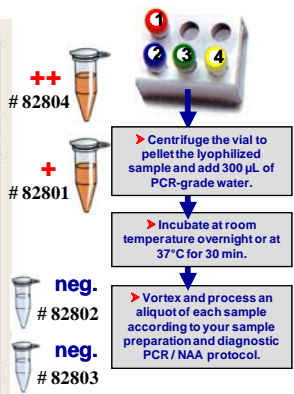 1
2 3 4
++
# 82804
+
# 82801
neg.
# 82802
neg.
# 82803
➤ Centrifuge the vial to
pellet the lyophilized
sample and add 300 µL of
PCR-grade water.
➤ Incubate at room
temperature overnight or at
37°C for 30 min.
➤ Vortex and process an
aliquot of each sample
according to your sample
preparation and diagnostic
PCR / NAA protocol.